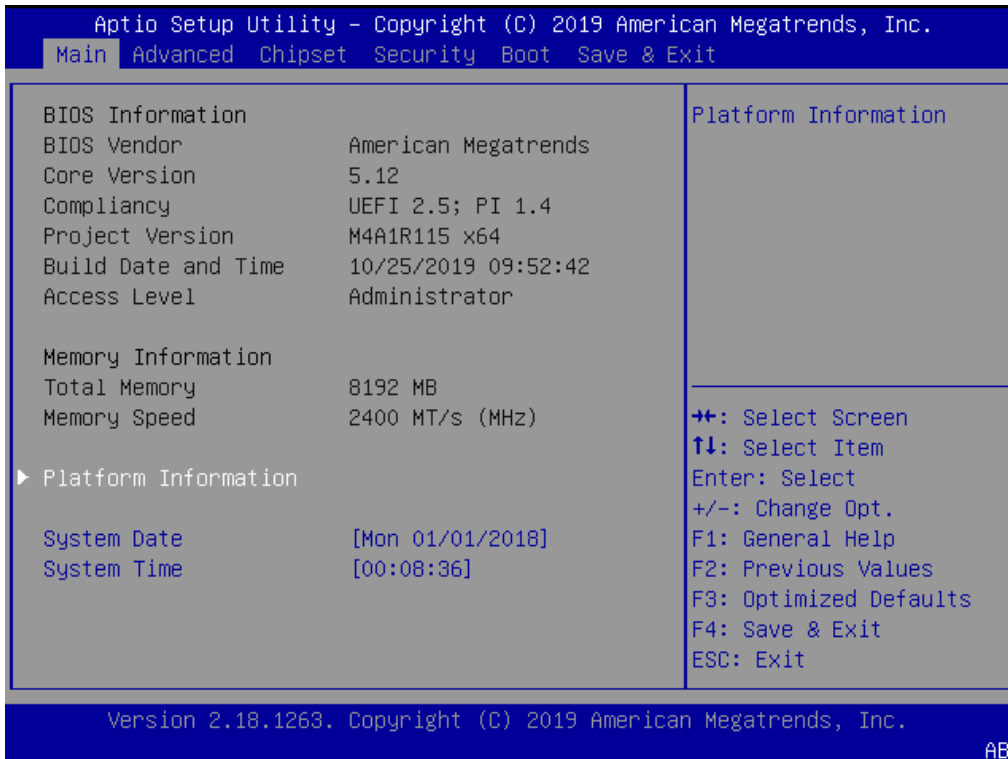 Aptio Setup Utility – Copyright (C) 2019 American Megatrends, Inc.
Main Advanced Chipset Security Boot Save & Exit
BIOS Information
BIOS Vendor American Megatrends
Core Version 5.12
Compliancy UEFI 2.5; PI 1.4
Project Version M4A1R115 x64
Build Date and Time 10/25/2019 09:52:42
Access Level Administrator
Memory Information
Total Memory 8192 MB
Memory Speed 2400 MT/s (MHz)
Platform Information
System Date [Mon 01/01/2018]
System Time [00:08:36]
Platform Information
→←: Select Screen
↑↓: Select Item
Enter: Select
+/-: Change Opt.
F1: General Help
F2: Previous Values
F3: Optimized Defaults
F4: Save & Exit
ESC: Exit
Version 2.18.1263. Copyright (C) 2019 American Megatrends, Inc.
AB